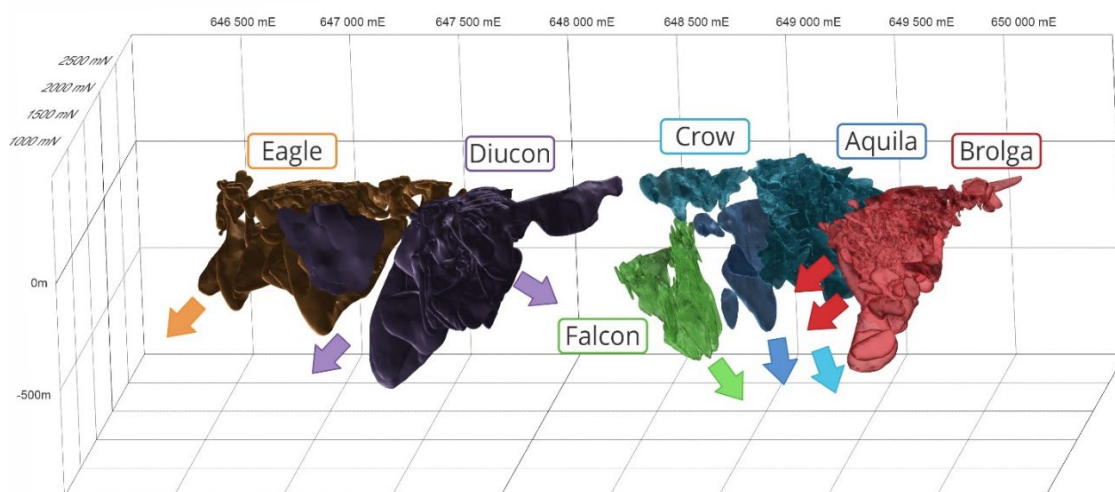 646 500 mE 647 000 mE 647 500 mE 648 000 mE 648 500 mE 649 000 mE 649 500 mE 650 000 mE
2500 mN
2000 mN
1500 mN
1000 mN
Eagle
Diucon
Crow
Aquila
Brolga
0m
Falcon
-500m